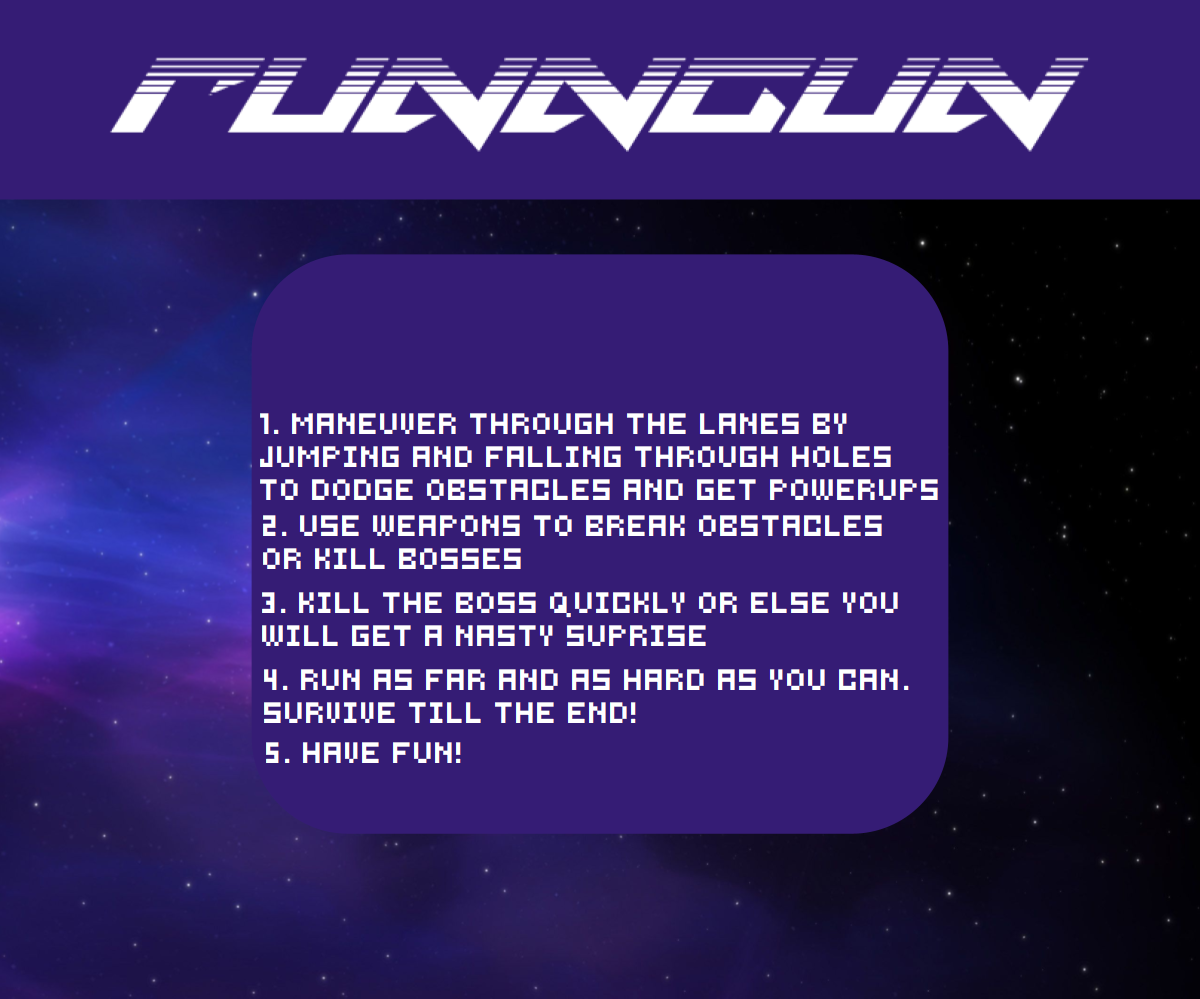 RUNNGUN
1. MANEUVER THROUGH THE LANES BY
JUMPING AND FALLING THROUGH HOLES
TO DODGE OBSTACLES AND GET POWERUPS
2. USE WEAPONS TO BREAK OBSTACLES
OR KILL BOSSES
3. KILL THE BOSS QUICKLY OR ELSE YOU
WILL GET A NASTY SUPRISE
4. RUN AS FAR AND AS HARD AS YOU CAN.
SURVIVE TILL THE END!
5. HAVE FUN!